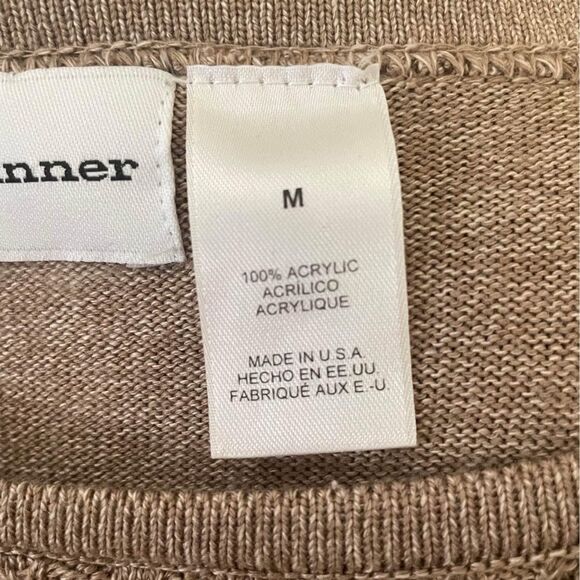 nner
M
100% ACRYLIC
ACRÍLICO
ACRYLIQUE
MADE IN U.S.A.
HECHO EN EE.UU.
FABRIQUÉ AUX E.-U.